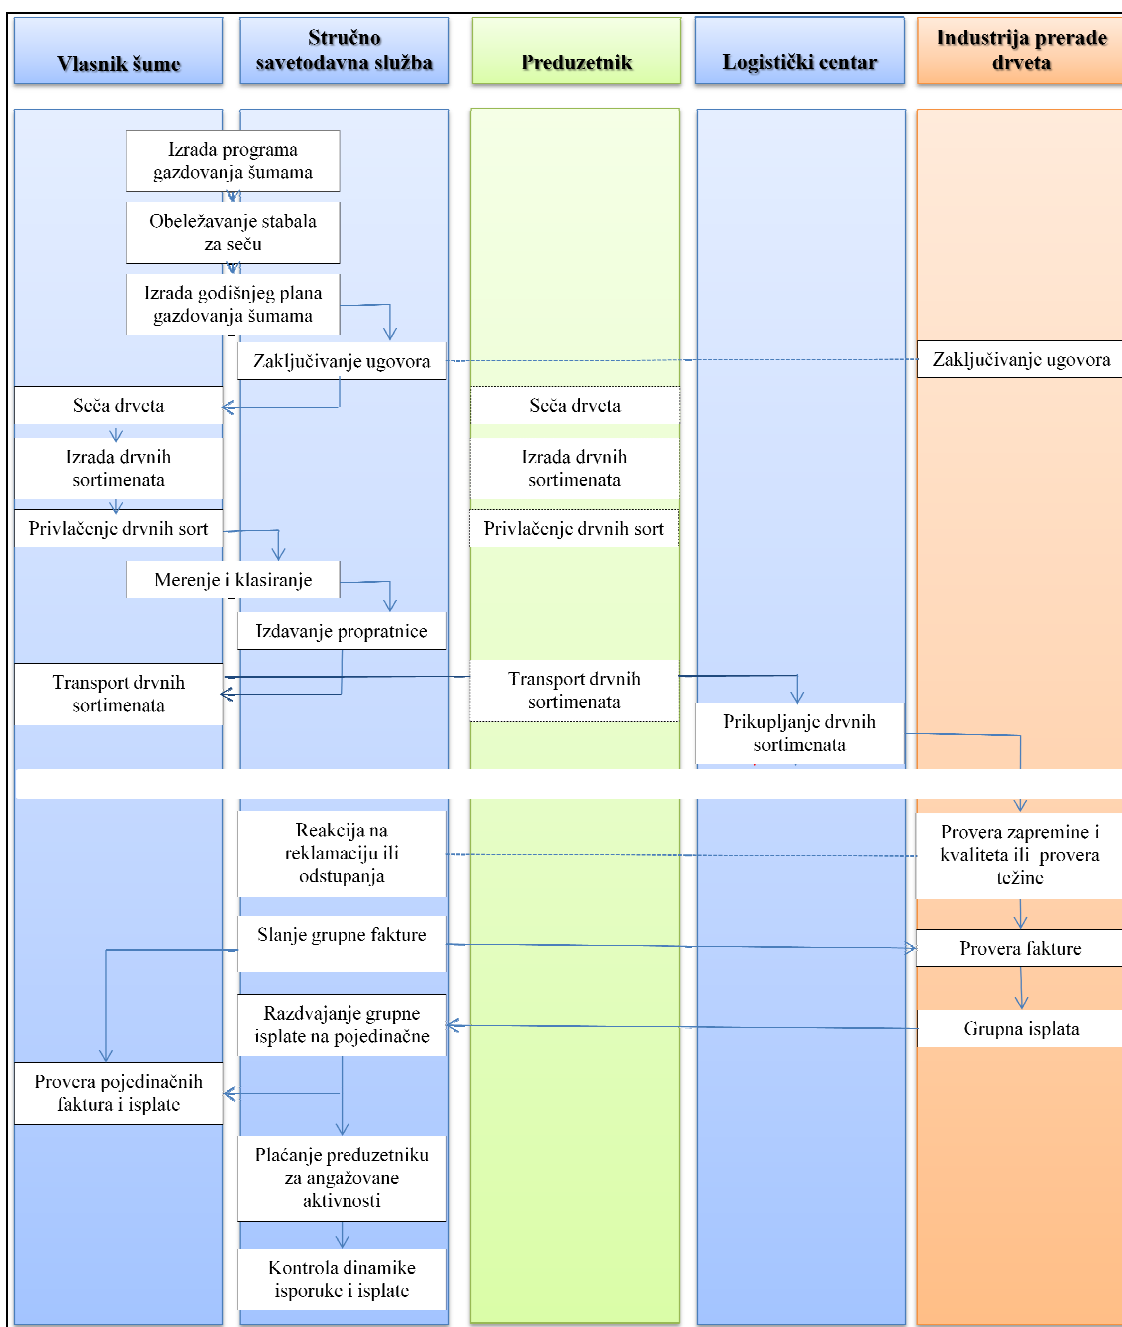 Vlasnik šume
Stručno
savetodavna služba
Preduzetnik
Logistički centar
Industrija prerade
drveta
Izrada programa
gazdovanja šumama
Obeležavanje stabala
za seču
Izrada godišnjeg plana
gazdovanja šumama
Zaključivanje ugovora
Zaključivanje ugovora
Seča drveta
Seča drveta
Izrada drvnih
sortimenata
Izrada drvnih
sortimenata
Privlačenje drvnih sort
Privlačenje drvnih sort
Merenje i klasiranje
Izdavanje propratnice
Transport drvnih
sortimenata
Transport drvnih
sortimenata
Prikupljanje drvnih
sortimenata
Reakcija na
reklamaciju ili
odstupanja
Provera zapremine i
kvaliteta ili provera
težine
Slanje grupne fakture
Provera fakture
Razdvajanje grupne
isplate na pojedinačne
Grupna isplata
Provera pojedinačnih
faktura i isplate
Plaćanje preduzetniku
za angažovane
aktivnosti
Kontrola dinamike
isporuke i isplate